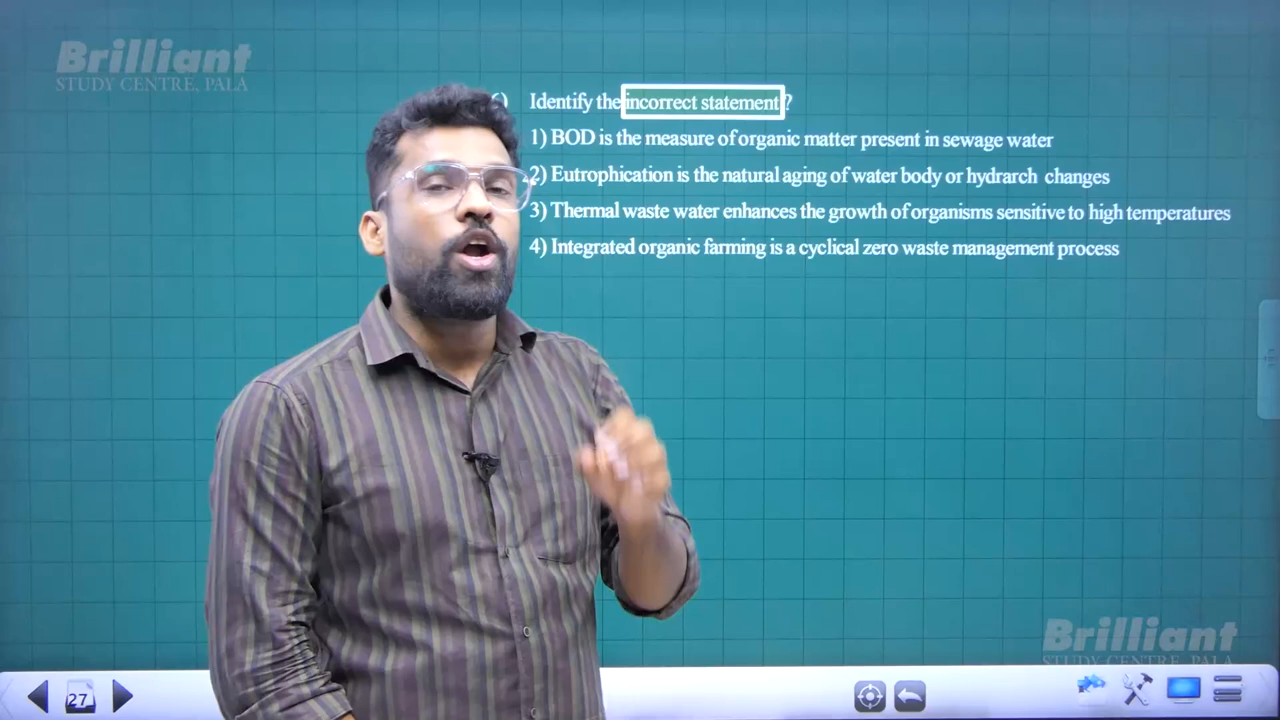 Brilliant
STUDY CENTRE, PALA
Identify the incorrect statement ?
1) BOD is the measure of organic matter present in sewage water
2) Eutrophication is the natural aging of water body or hydrarch changes
3) Thermal waste water enhances the growth of organisms sensitive to high temperatures
4) Integrated organic farming is a cyclical zero waste management process
Brilliant
STUDY CENTRE, PALA
27